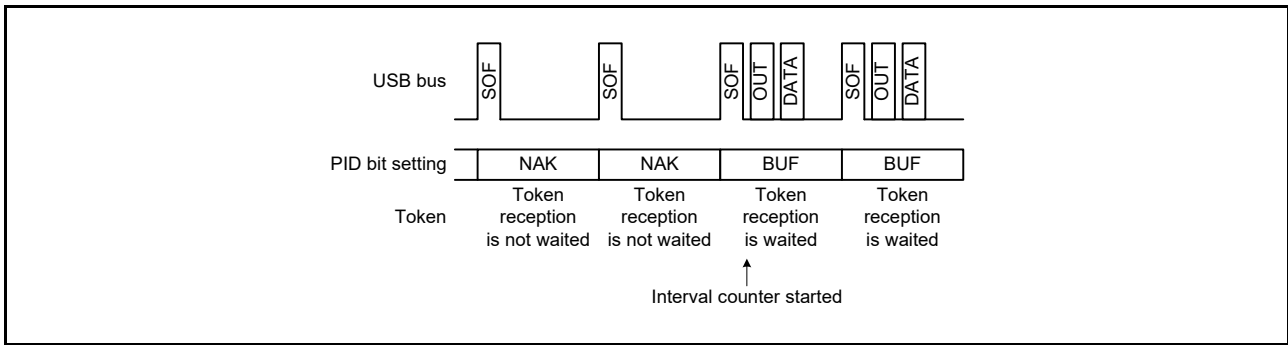 USB bus
SOF
SOF
SOF
OUT
DATA
SOF
OUT
DATA
PID bit setting
NAK
NAK
BUF
BUF
Token
Token
reception
is not waited
Token
reception
is not waited
Token
reception
is waited
Token
reception
is waited
Interval counter started